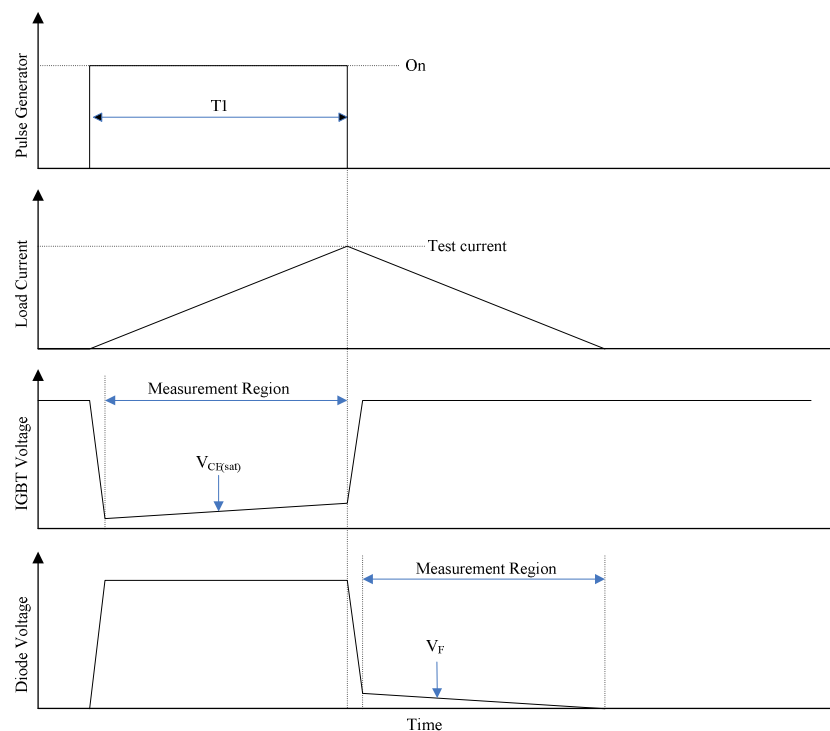 Pulse Generator
On
T1
Load Current
Test current
IGBT Voltage
Measurement Region
VCE(sat)
Diode Voltage
Measurement Region
VF
Time